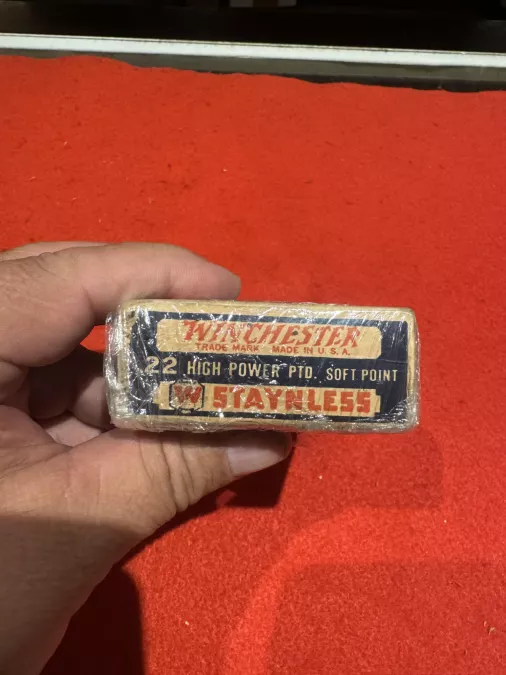 WINCHESTER
TRADE MARK MADE IN U.S.A.
.22 HIGH POWER PTD. SOFT POINT
W STAYNLESS